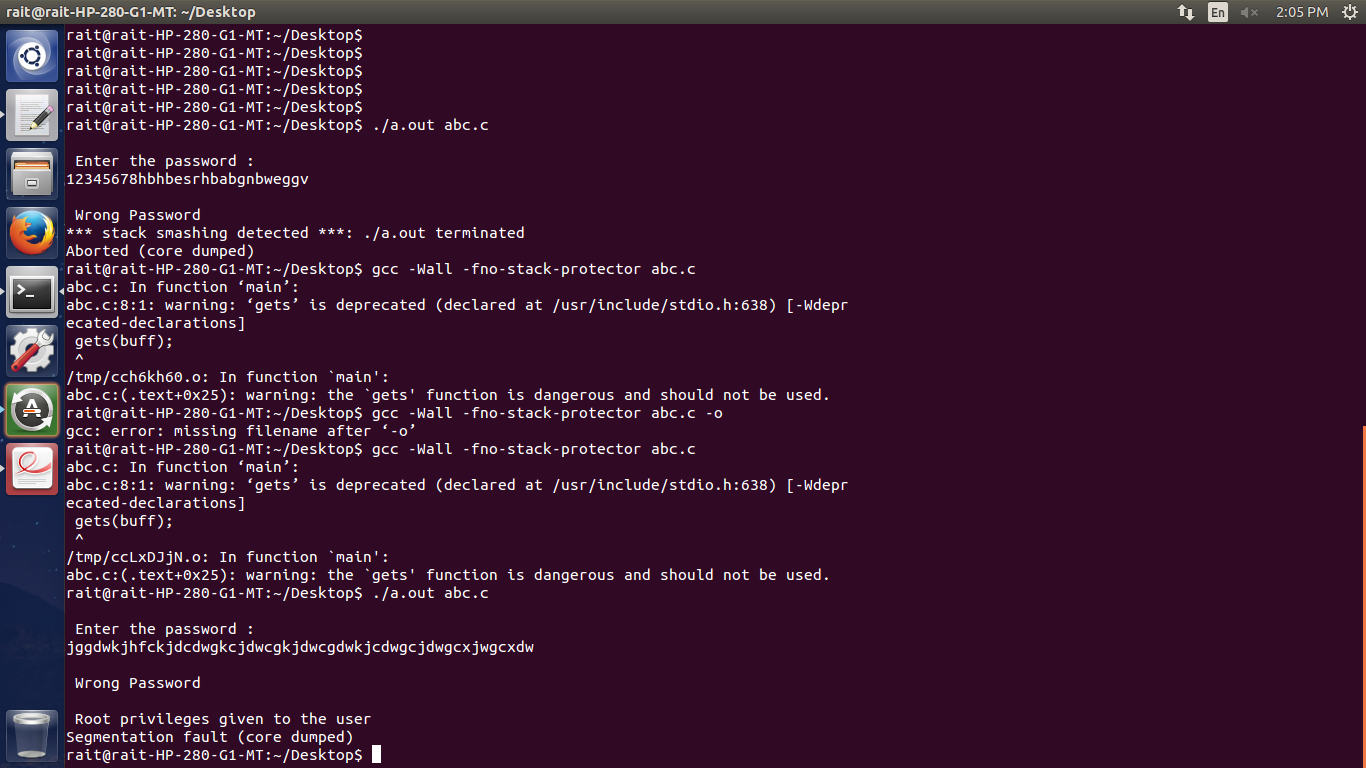 rait@rait-HP-280-G1-MT: ~/Desktop
En
2:05 PM
rait@rait-HP-280-G1-MT:~/Desktop$
rait@rait-HP-280-G1-MT:~/Desktop$
rait@rait-HP-280-G1-MT:~/Desktop$
rait@rait-HP-280-G1-MT:~/Desktop$
rait@rait-HP-280-G1-MT:~/Desktop$
rait@rait-HP-280-G1-MT:~/Desktop$ ./a.out abc.c
Enter the password :
12345678hbhbesrhbabgnbweggv
Wrong Password
*** stack smashing detected ***: ./a.out terminated
Aborted (core dumped)
rait@rait-HP-280-G1-MT:~/Desktop$ gcc -Wall -fno-stack-protector abc.c
abc.c: In function ‘main’:
abc.c:8:1: warning: ‘gets’ is deprecated (declared at /usr/include/stdio.h:638) [-Wdepr
ecated-declarations]
gets(buff);
^
/tmp/cch6kh60.o: In function `main':
abc.c:(.text+0x25): warning: the `gets' function is dangerous and should not be used.
rait@rait-HP-280-G1-MT:~/Desktop$ gcc -Wall -fno-stack-protector abc.c -o
gcc: error: missing filename after ‘-o’
rait@rait-HP-280-G1-MT:~/Desktop$ gcc -Wall -fno-stack-protector abc.c
abc.c: In function ‘main’:
abc.c:8:1: warning: ‘gets’ is deprecated (declared at /usr/include/stdio.h:638) [-Wdepr
ecated-declarations]
gets(buff);
^
/tmp/ccLxDJjN.o: In function `main':
abc.c:(.text+0x25): warning: the `gets' function is dangerous and should not be used.
rait@rait-HP-280-G1-MT:~/Desktop$ ./a.out abc.c
Enter the password :
jggdwkjhfckjdcdwgkcjdwcgkjdwcgdwkjcdwgcjdwgcxjwgcxdw
Wrong Password
Root privileges given to the user
Segmentation fault (core dumped)
rait@rait-HP-280-G1-MT:~/Desktop$